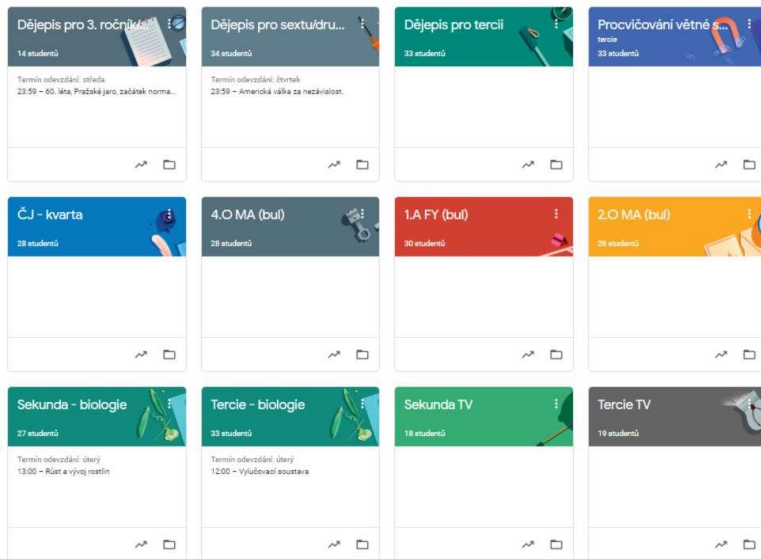 Dějepis pro 3. ročník/...
14 studentů
Termín odevzdání: středa
23:59 – 60. léta, Pražské jaro, začátek norma...
Dějepis pro sextu/dru...
34 studentů
Termín odevzdání: čtvrtek
23:59 – Americká válka za nezávislost.
Dějepis pro tercii
33 studentů
Procvičování větné s...
tercie
33 studentů
ČJ - kvarta
28 studentů
4.O MA (bul)
28 studentů
1.A FY (bul)
30 studentů
2.O MA (bul)
26 studentů
Sekunda - biologie
27 studentů
Termín odevzdání: úterý
13:00 – Růst a vývoj rostlin
Tercie - biologie
33 studentů
Termín odevzdání: úterý
12:00 – Vylučovací soustava
Sekunda TV
18 studentů
Tercie TV
19 studentů